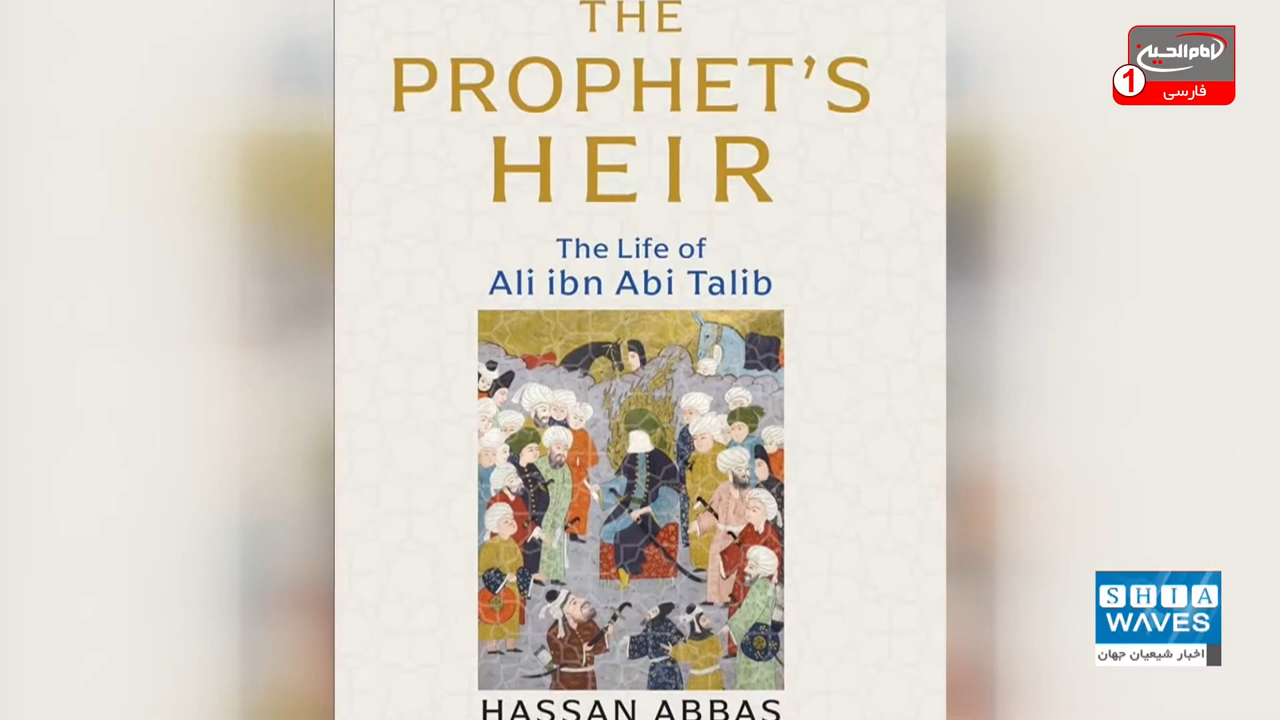 THE
PROPHET'S
HEIR
The Life of
Ali ibn Abi Talib
HASSAN ABBAS
امام الحسین
1
فارسی
SHIA
WAVES
اخبار شیعیان جهان